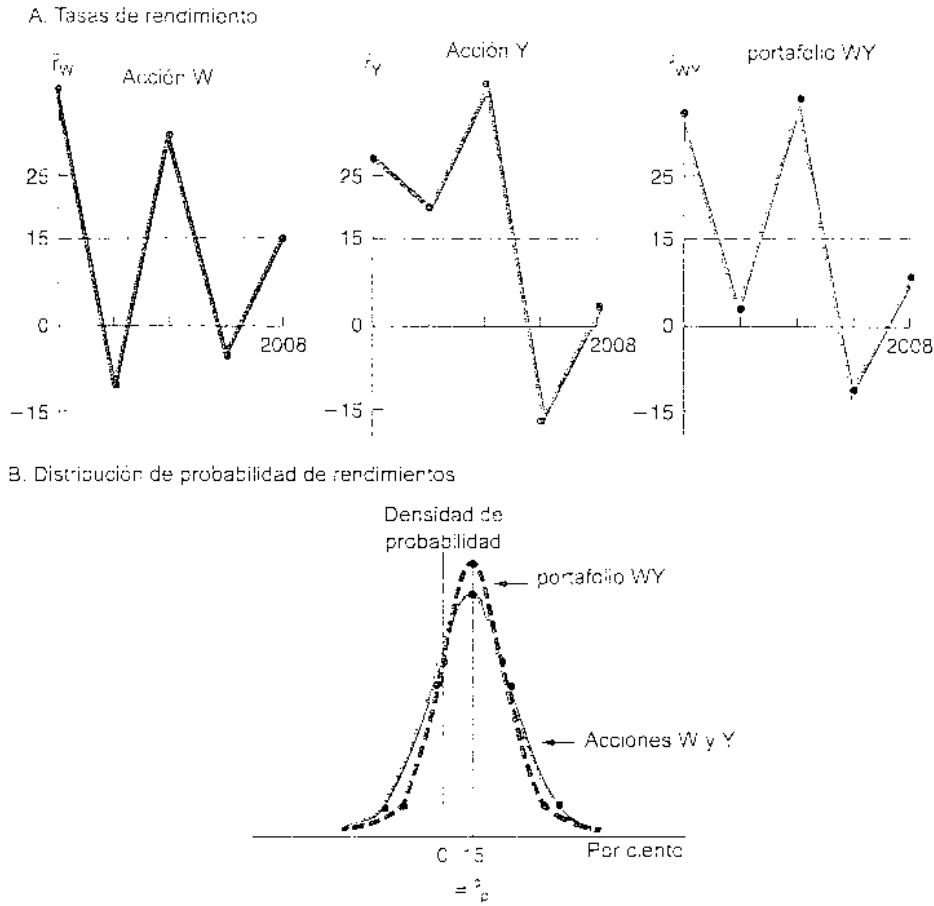 A. Tasas de rendimiento
Acción W
Acción Y
portafolio WY
25
15
0
−15
2008
25
15
0
−15
2008
25
15
0
−15
2008
B. Distribución de probabilidad de rendimientos
Densidad de
probabilidad
portafolio WY
Acciones W y Y
0 15
Por ciento